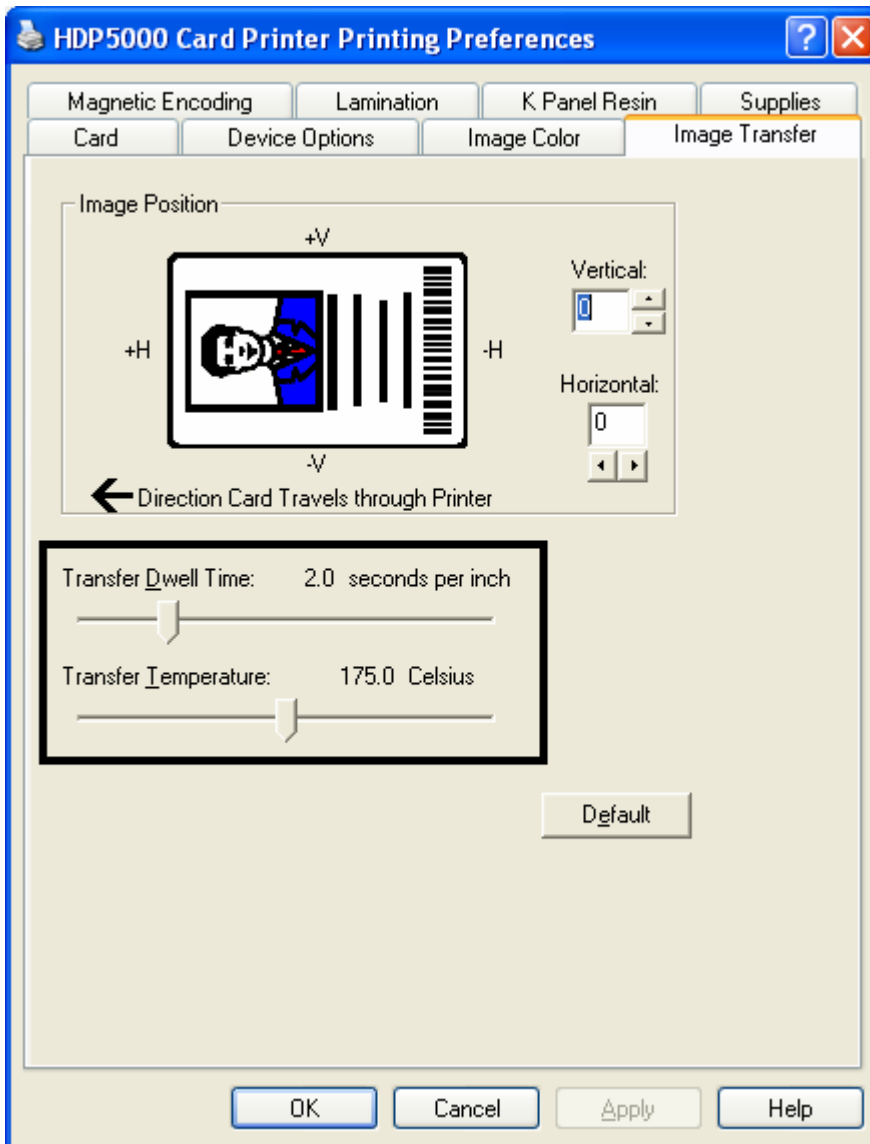 HDP5000 Card Printer Printing Preferences
Magnetic Encoding Lamination K Panel Resin Supplies
Card Device Options Image Color Image Transfer
Image Position
+V
Vertical:
0
+H
-H
Horizontal:
0
-V
Direction Card Travels through Printer
Transfer Dwell Time: 2.0 seconds per inch
Transfer Temperature: 175.0 Celsius
Default
OK Cancel Apply Help